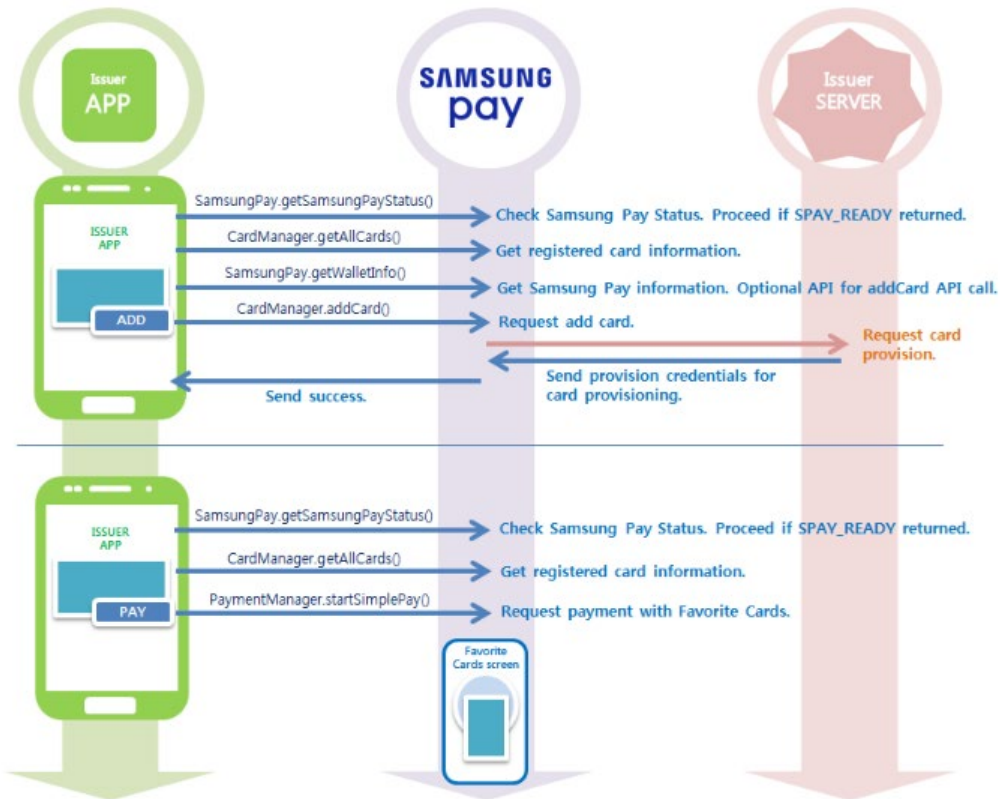 Issuer
APP
SAMSUNG
pay
Issuer
SERVER
SamsungPay.getSamsungPayStatus()
Check Samsung Pay Status. Proceed if SPAY_READY returned.
ISSUER
APP
CardManager.getAllCards()
Get registered card information.
SamsungPay.getWalletInfo()
Get Samsung Pay information. Optional API for addCard API call.
ADD
CardManager.addCard()
Request add card.
Request card
provision.
Send provision credentials for
card provisioning.
Send success.
SamsungPay.getSamsungPayStatus()
Check Samsung Pay Status. Proceed if SPAY_READY returned.
ISSUER
APP
CardManager.getAllCards()
Get registered card information.
PAY
PaymentManager.startSimplePay()
Request payment with Favorite Cards.
Favorite
Cards screen